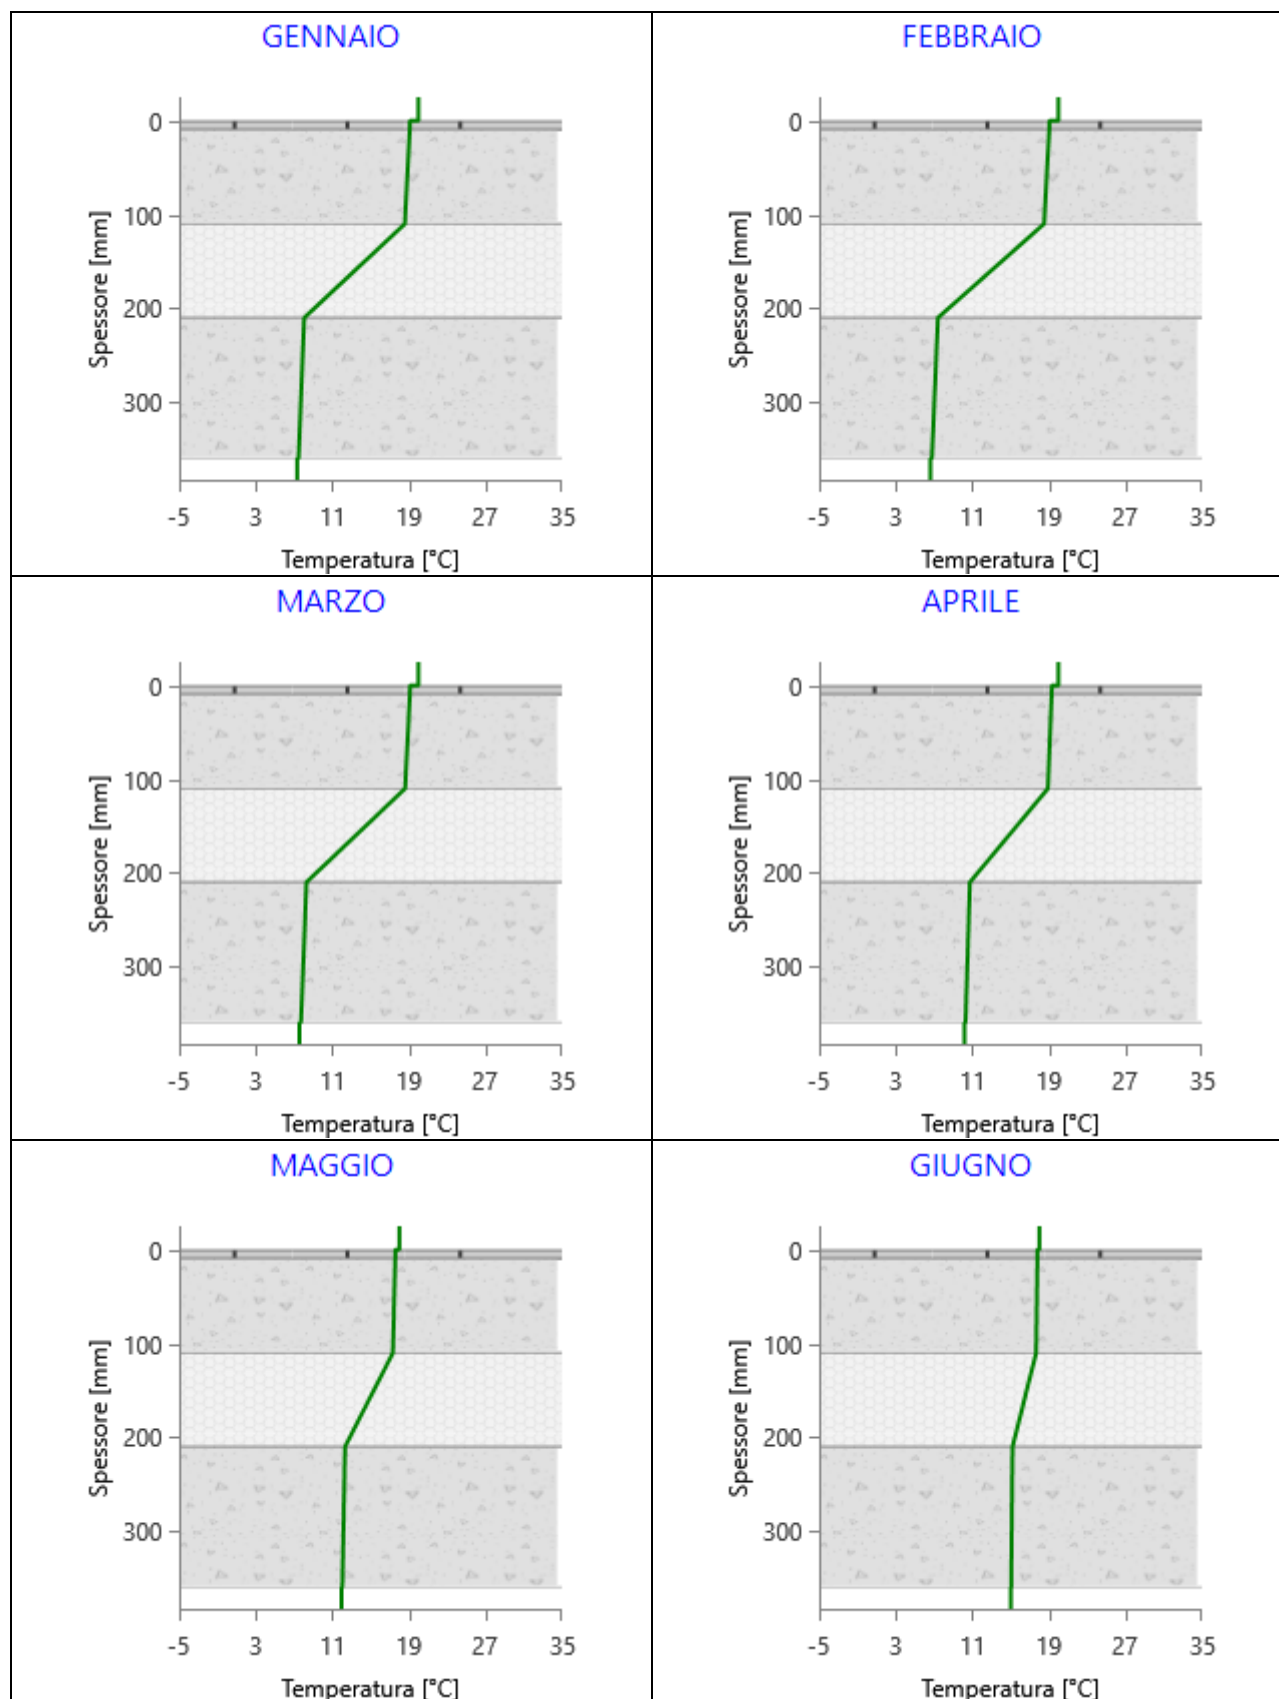 GENNAIO
0
100
200
300
Spessore [mm]
-5 3 11 19 27 35
Temperatura [°C]
FEBBRAIO
0
100
200
300
Spessore [mm]
-5 3 11 19 27 35
Temperatura [°C]
MARZO
0
100
200
300
Spessore [mm]
-5 3 11 19 27 35
Temperatura [°C]
APRILE
0
100
200
300
Spessore [mm]
-5 3 11 19 27 35
Temperatura [°C]
MAGGIO
0
100
200
300
Spessore [mm]
-5 3 11 19 27 35
Temperatura [°C]
GIUGNO
0
100
200
300
Spessore [mm]
-5 3 11 19 27 35
Temperatura [°C]